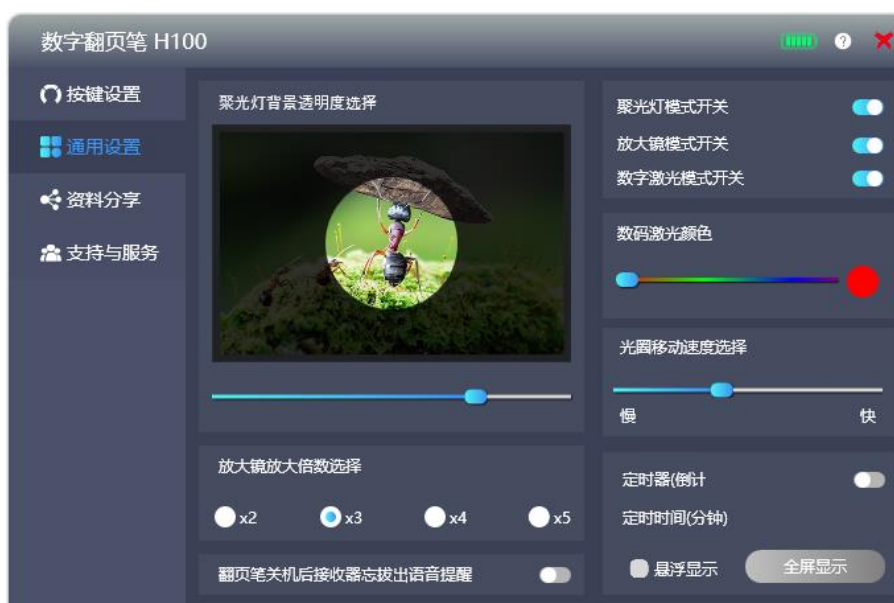 数字翻页笔 H100
按键设置
通用设置
资料分享
支持与服务
聚光灯背景透明度选择
放大镜放大倍数选择
x2
x3
x4
x5
翻页笔关机后接收器忘拔出语音提醒
聚光灯模式开关
放大镜模式开关
数字激光模式开关
数码激光颜色
光圈移动速度选择
慢
快
定时器(倒计
定时时间(分钟)
悬浮显示
全屏显示